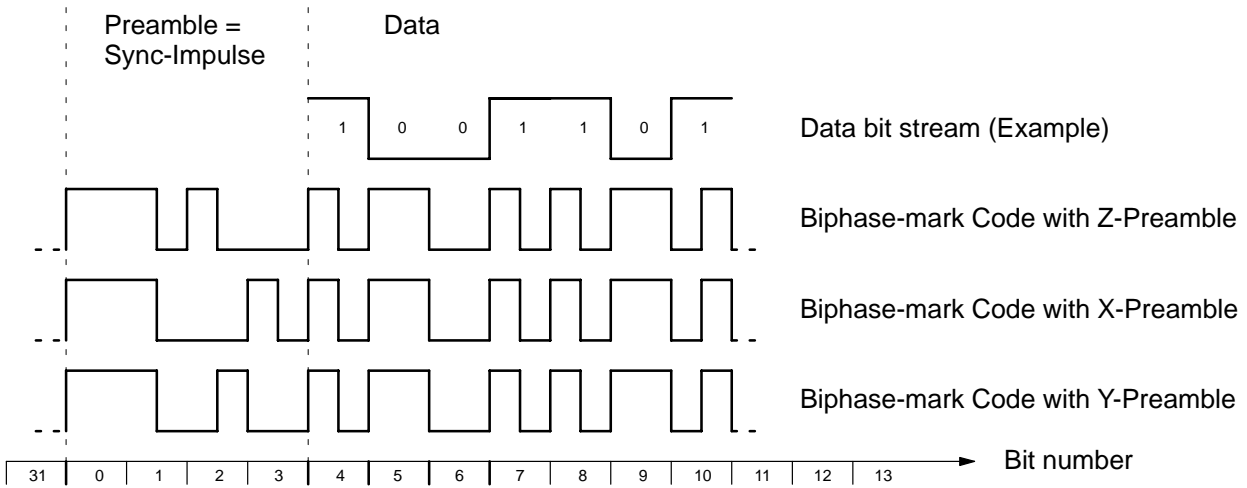 Preamble =
Sync-Impulse
Data
1 0 0 1 1 0 1
Data bit stream (Example)
Biphase-mark Code with Z-Preamble
Biphase-mark Code with X-Preamble
Biphase-mark Code with Y-Preamble
31 0 1 2 3 4 5 6 7 8 9 10 11 12 13
Bit number